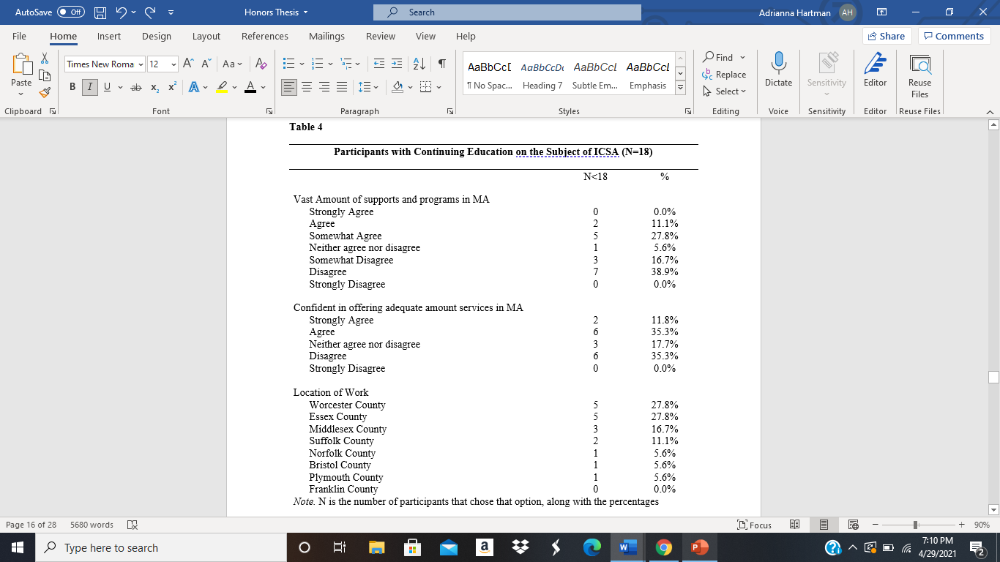 AutoSave Off Honors Thesis Search Adrianna Hartman AH
File Home Insert Design Layout References Mailings Review View Help Share Comments
Paste Times New Roma 12 A A Aa A AaBbCcD AaBbCcDc AaBbCcI AaBbCcL Find Replace Select Dictate Sensitivity Editor Reuse Files
B I U ab x₂ x² A A ¶ No Spac... Heading 7 Subtle Em... Emphasis
Clipboard Font Paragraph Styles Editing Voice Sensitivity Editor Reuse Files
Table 4
Participants with Continuing Education on the Subject of ICSA (N=18)
N<18 %
Vast Amount of supports and programs in MA
Strongly Agree 0 0.0%
Agree 2 11.1%
Somewhat Agree 5 27.8%
Neither agree nor disagree 1 5.6%
Somewhat Disagree 3 16.7%
Disagree 7 38.9%
Strongly Disagree 0 0.0%
Confident in offering adequate amount services in MA
Strongly Agree 2 11.8%
Agree 6 35.3%
Neither agree nor disagree 3 17.7%
Disagree 6 35.3%
Strongly Disagree 0 0.0%
Location of Work
Worcester County 5 27.8%
Essex County 5 27.8%
Middlesex County 3 16.7%
Suffolk County 2 11.1%
Norfolk County 1 5.6%
Bristol County 1 5.6%
Plymouth County 1 5.6%
Franklin County 0 0.0%
Note. N is the number of participants that chose that option, along with the percentages
Page 16 of 28 5680 words Focus 90%
Type here to search 7:10 PM
4/29/2021 2